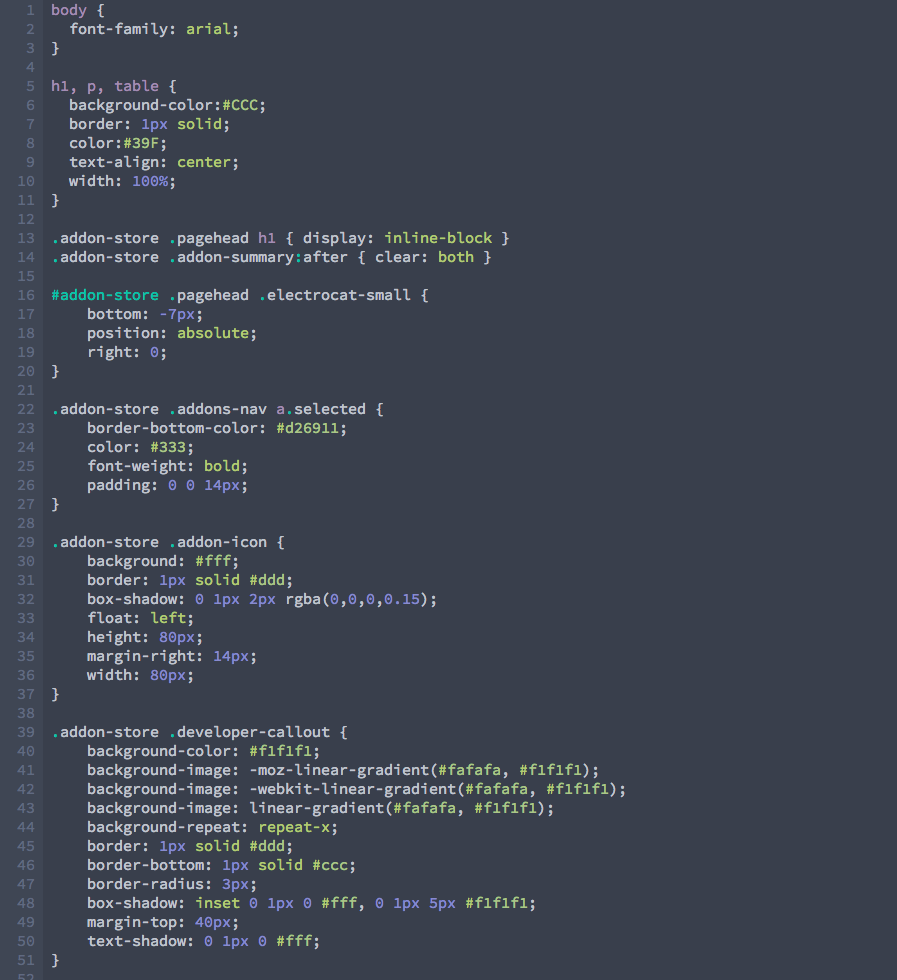 1 body {
2   font-family: arial;
3 }
4
5 h1, p, table {
6   background-color:#CCC;
7   border: 1px solid;
8   color:#39F;
9   text-align: center;
10   width: 100%;
11 }
12
13 .addon-store .pagehead h1 { display: inline-block }
14 .addon-store .addon-summary:after { clear: both }
15
16 #addon-store .pagehead .electrocat-small {
17     bottom: -7px;
18     position: absolute;
19     right: 0;
20 }
21
22 .addon-store .addons-nav a.selected {
23     border-bottom-color: #d26911;
24     color: #333;
25     font-weight: bold;
26     padding: 0 0 14px;
27 }
28
29 .addon-store .addon-icon {
30     background: #fff;
31     border: 1px solid #ddd;
32     box-shadow: 0 1px 2px rgba(0,0,0,0.15);
33     float: left;
34     height: 80px;
35     margin-right: 14px;
36     width: 80px;
37 }
38
39 .addon-store .developer-callout {
40     background-color: #f1f1f1;
41     background-image: -moz-linear-gradient(#fafafa, #f1f1f1);
42     background-image: -webkit-linear-gradient(#fafafa, #f1f1f1);
43     background-image: linear-gradient(#fafafa, #f1f1f1);
44     background-repeat: repeat-x;
45     border: 1px solid #ddd;
46     border-bottom: 1px solid #ccc;
47     border-radius: 3px;
48     box-shadow: inset 0 1px 0 #fff, 0 1px 5px #f1f1f1;
49     margin-top: 40px;
50     text-shadow: 0 1px 0 #fff;
51 }
52